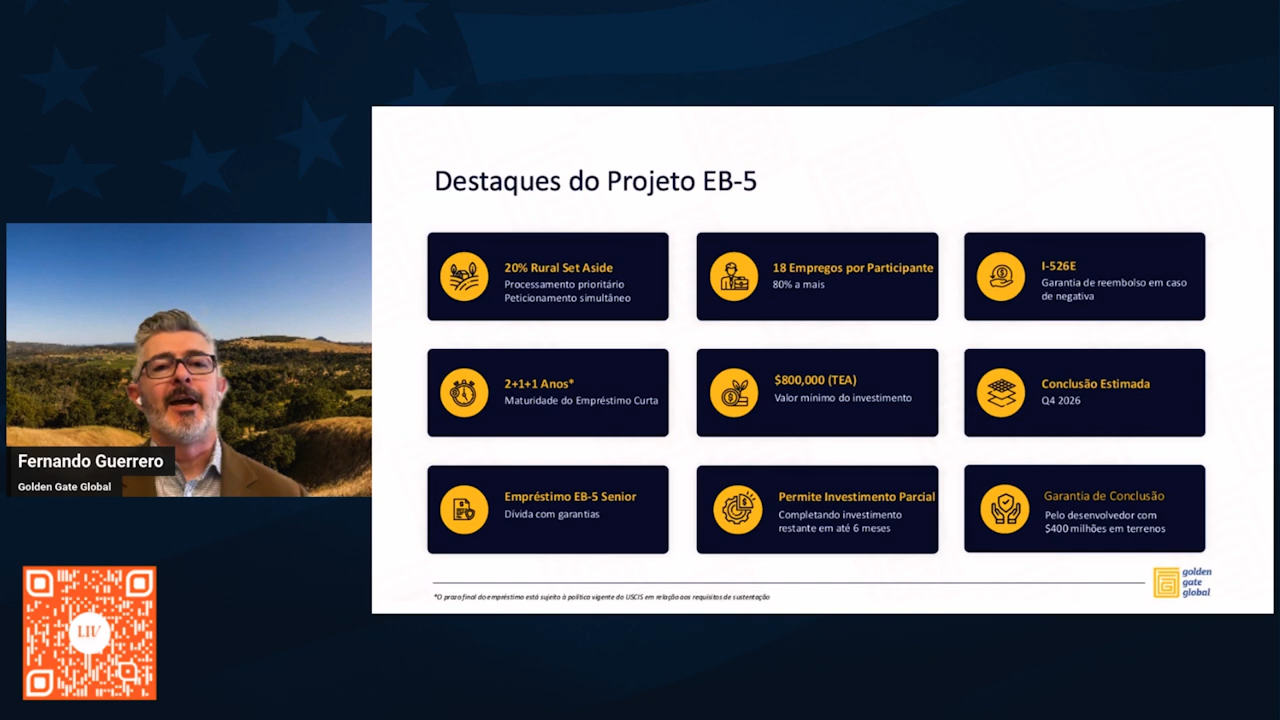 Destaques do Projeto EB-5
20% Rural Set Aside
Processamento prioritário
Peticionamento simultâneo
18 Empregos por Participante
80% a mais
I-526E
Garantia de reembolso em caso
de negativa
2+1+1 Anos*
Maturidade do Empréstimo Curta
$800,000 (TEA)
Valor mínimo do investimento
Conclusão Estimada
Q4 2026
Empréstimo EB-5 Senior
Dívida com garantias
Permite Investimento Parcial
Completando investimento
restante em até 6 meses
Garantia de Conclusão
Pelo desenvolvedor com
$400 milhões em terrenos
*O prazo final do empréstimo está sujeito à política vigente do USCIS em relação aos requisitos de sustentação
golden
gate
global
Fernando Guerrero
Golden Gate Global
LIV